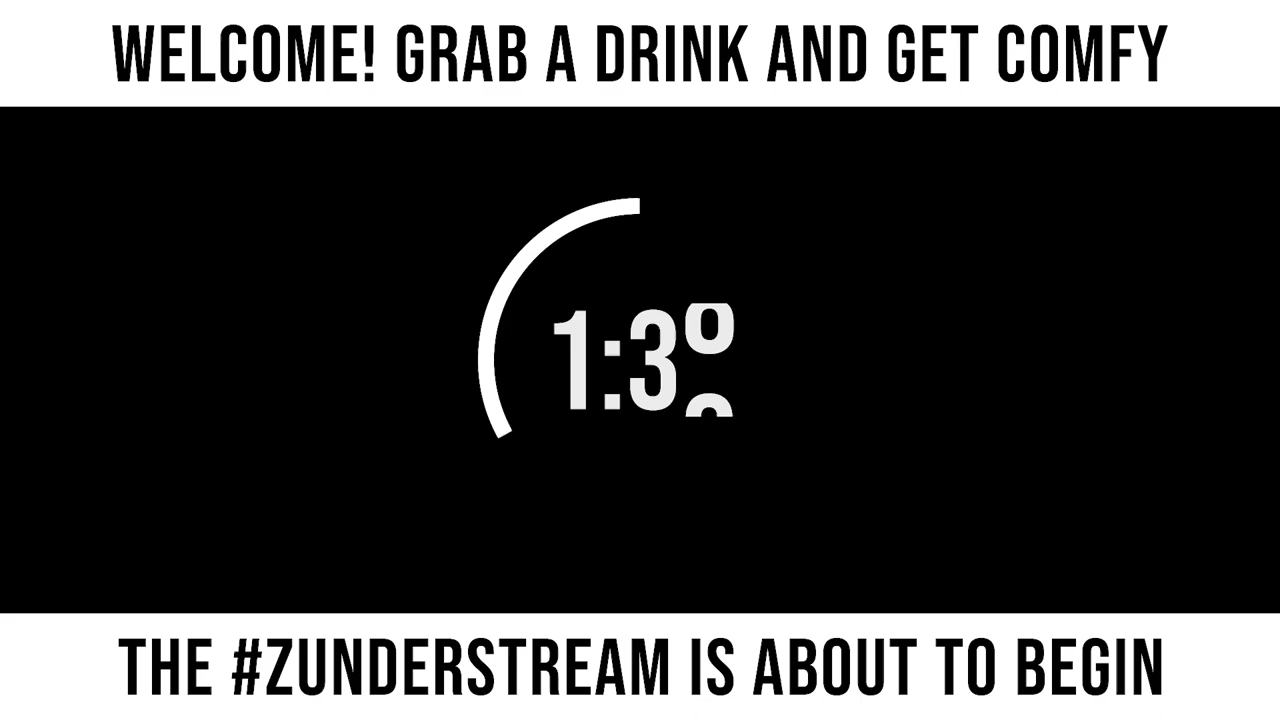 WELCOME! GRAB A DRINK AND GET COMFY
1:3
THE #ZUNDERSTREAM IS ABOUT TO BEGIN